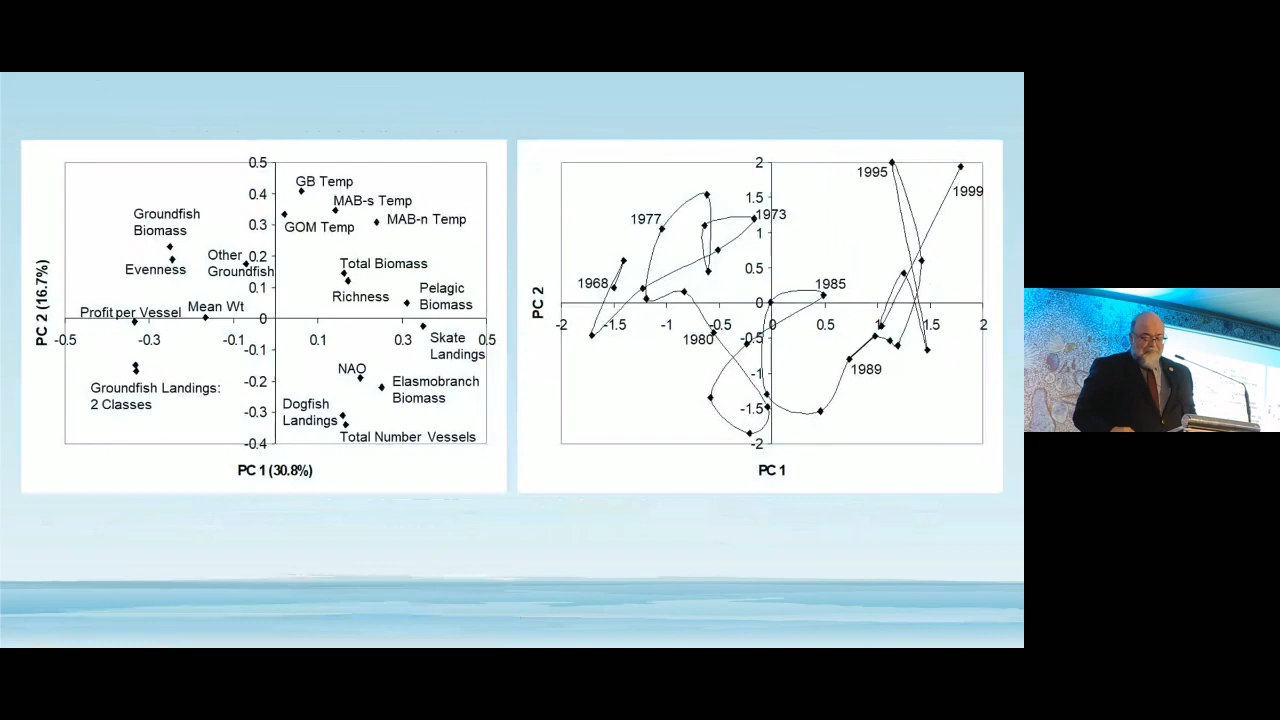 0.5
GB Temp
MAB-s Temp
0.4
Groundfish
Biomass
MAB-n Temp
0.3
GOM Temp
Other
Groundfish
0.2
Evenness
Total Biomass
0.1
Richness
Pelagic
Biomass
Profit per Vessel
Mean Wt
0
-0.5
-0.3
-0.1
0.1
0.3
0.5
-0.1
Skate
Landings
NAO
-0.2
Groundfish Landings:
2 Classes
Elasmobranch
Biomass
-0.3
Dogfish
Landings
Total Number Vessels
-0.4
PC 2 (16.7%)
PC 1 (30.8%)
2
1995
1999
1.5
1977
1973
1
0.5
1968
1985
0
-2
-1.5
-1
-0.5
0
0.5
1
1.5
2
-0.5
1980
-1
1989
-1.5
-2
PC 2
PC 1